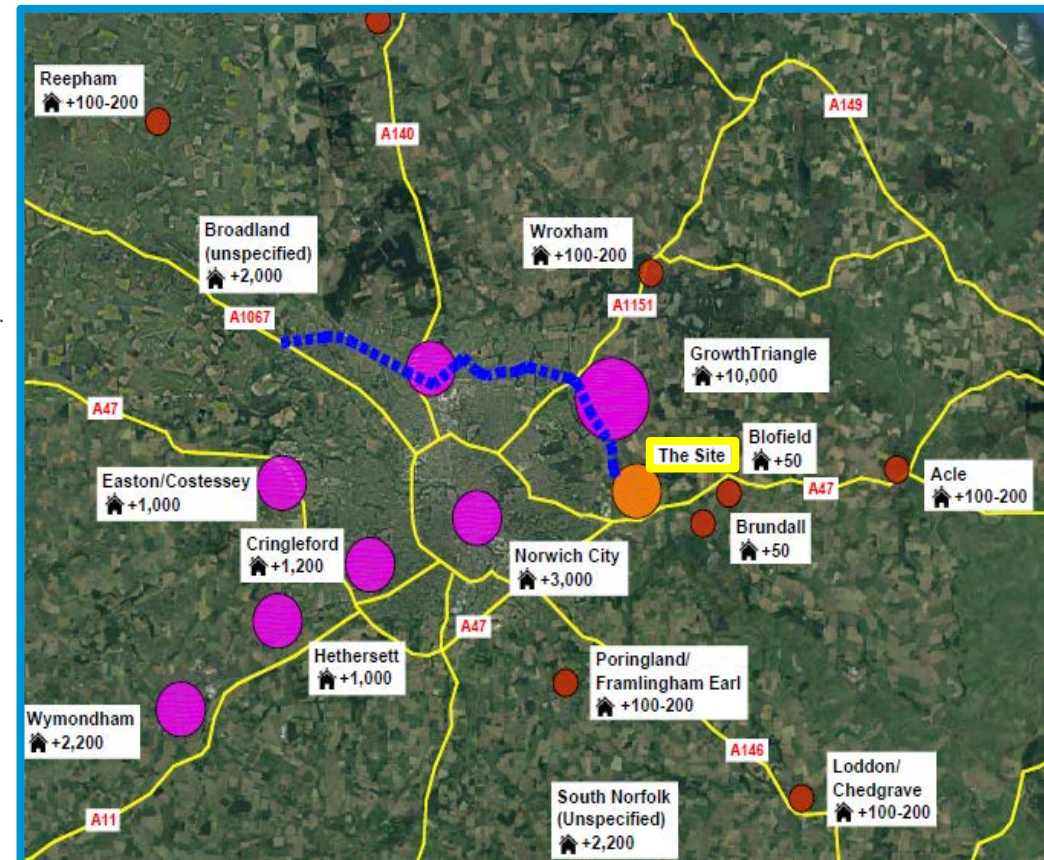 Reepham
+100-200
A140
A149
Broadland
(unspecified)
+2,000
Wroxham
+100-200
A1067
A1151
GrowthTriangle
+10,000
A47
The Site
Blofield
+50
Easton/Costessey
+1,000
A47
Acle
+100-200
Brundall
+50
Cringleford
+1,200
Norwich City
+3,000
A47
Hethersett
+1,000
Poringland/
Framlingham Earl
+100-200
Wymondham
+2,200
A146
Loddon/
Chedgrave
+100-200
South Norfolk
(Unspecified)
+2,200
A11